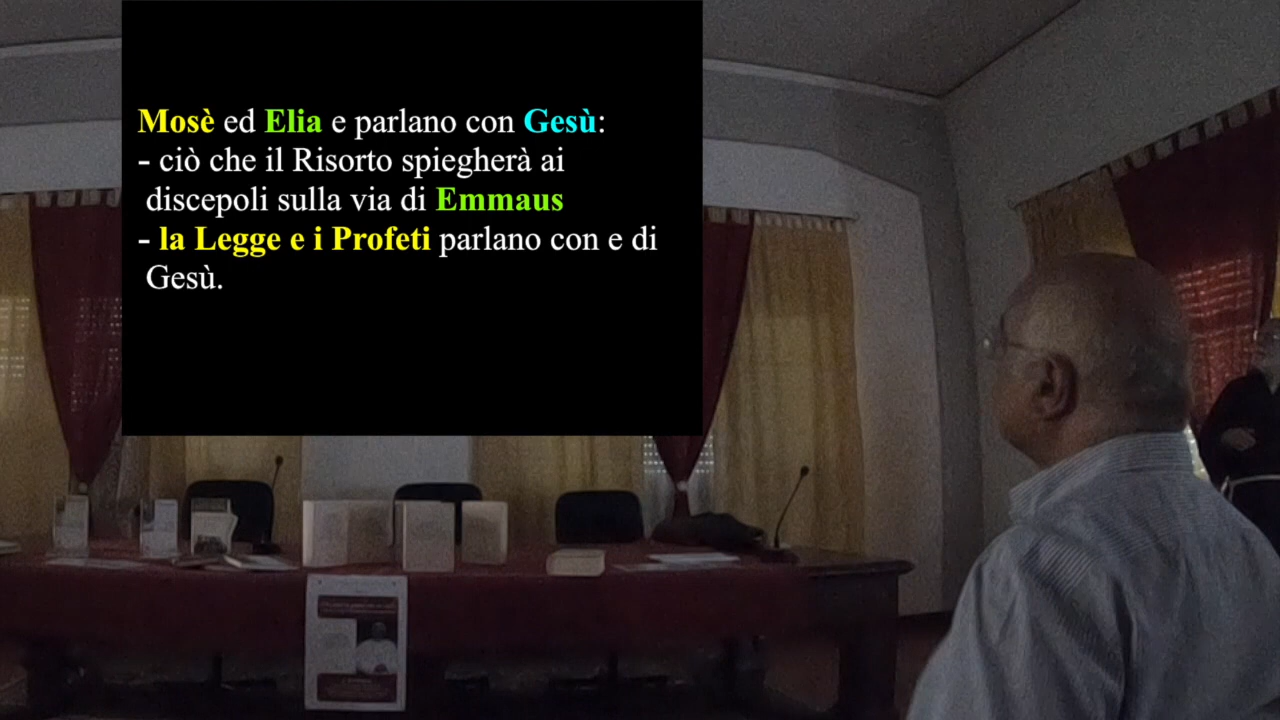 Mosè ed Elia e parlano con Gesù:
- ciò che il Risorto spiegherà ai
discepoli sulla via di Emmaus
- la Legge e i Profeti parlano con e di
Gesù.